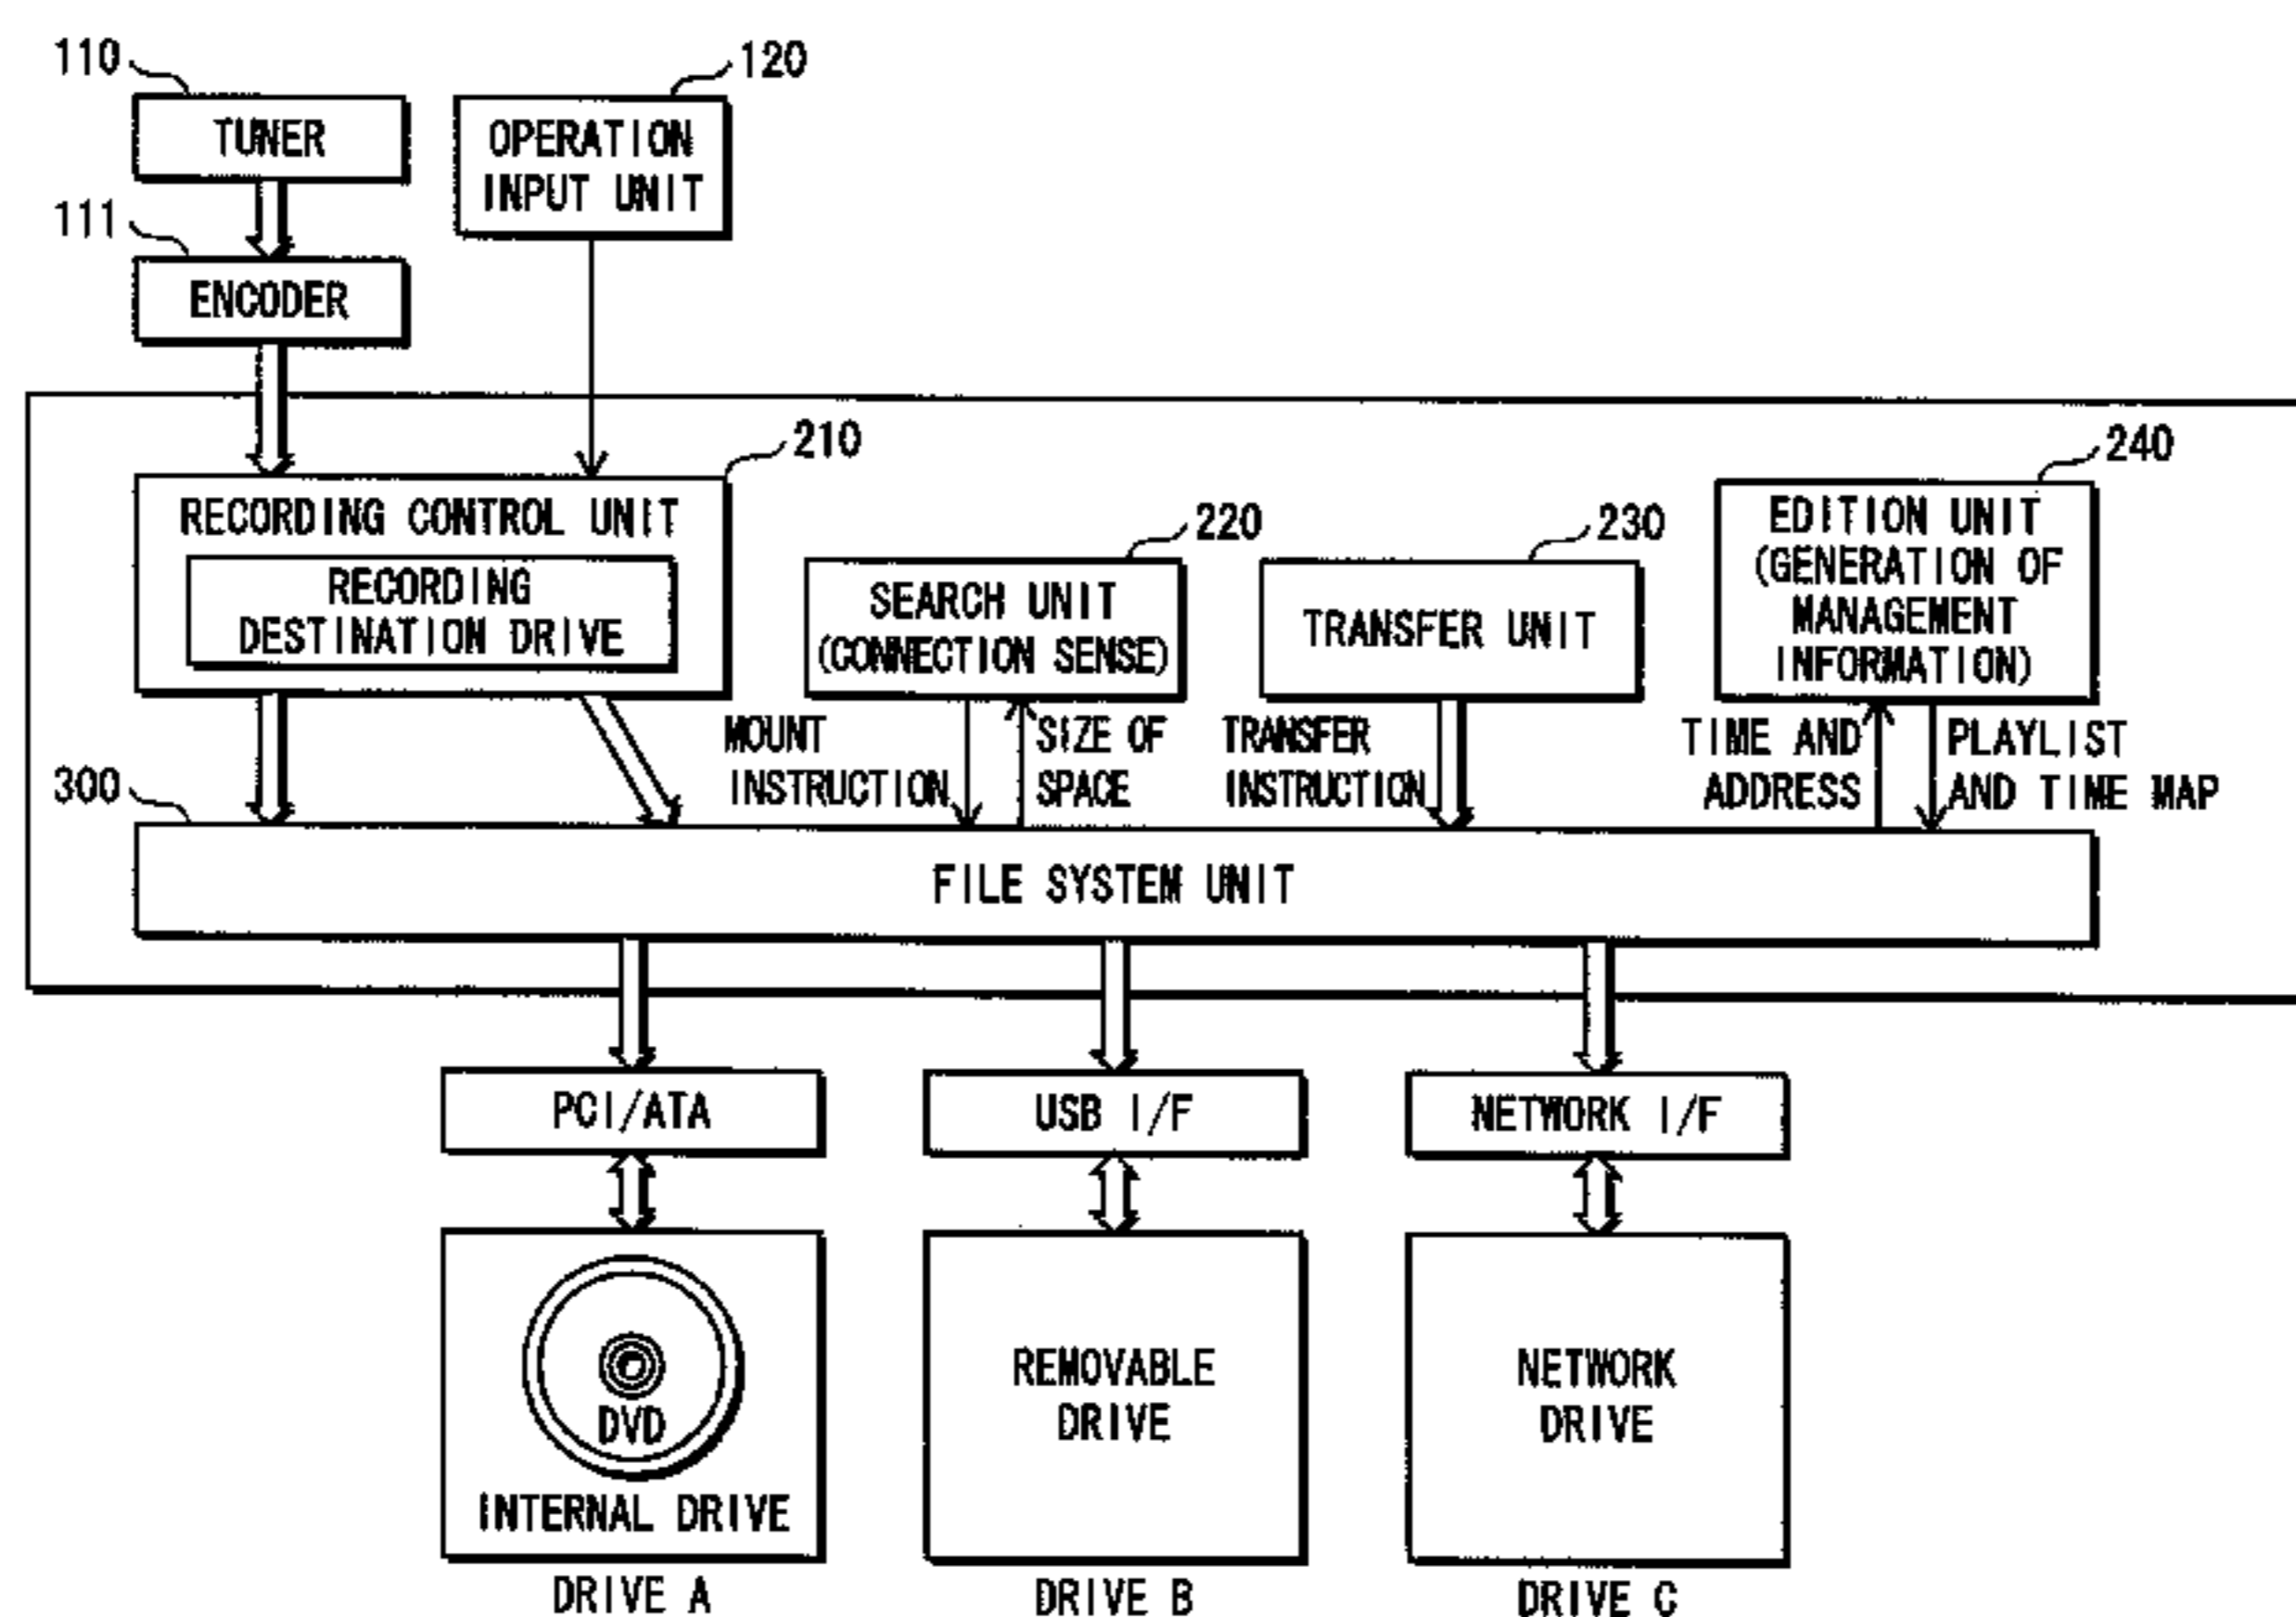 110
TUNER
120
OPERATION
INPUT UNIT
111
ENCODER
210
RECORDING CONTROL UNIT
RECORDING
DESTINATION DRIVE
220
SEARCH UNIT
(CONNECTION SENSE)
230
TRANSFER UNIT
240
EDITION UNIT
(GENERATION OF
MANAGEMENT
INFORMATION)
MOUNT
INSTRUCTION
SIZE OF
SPACE
TRANSFER
INSTRUCTION
TIME AND
ADDRESS
PLAYLIST
AND TIME MAP
300
FILE SYSTEM UNIT
PCI/ATA
USB I/F
NETWORK I/F
DVD
INTERNAL DRIVE
REMOVABLE
DRIVE
NETWORK
DRIVE
DRIVE A
DRIVE B
DRIVE C